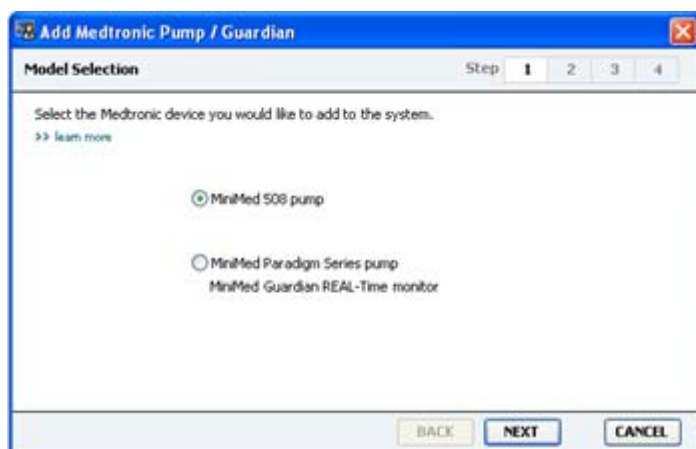 Add Medtronic Pump / Guardian
Model Selection Step 1 2 3 4
Select the Medtronic device you would like to add to the system.
>> learn more
MiniMed 508 pump
MiniMed Paradigm Series pump
MiniMed Guardian REAL-Time monitor
BACK NEXT CANCEL